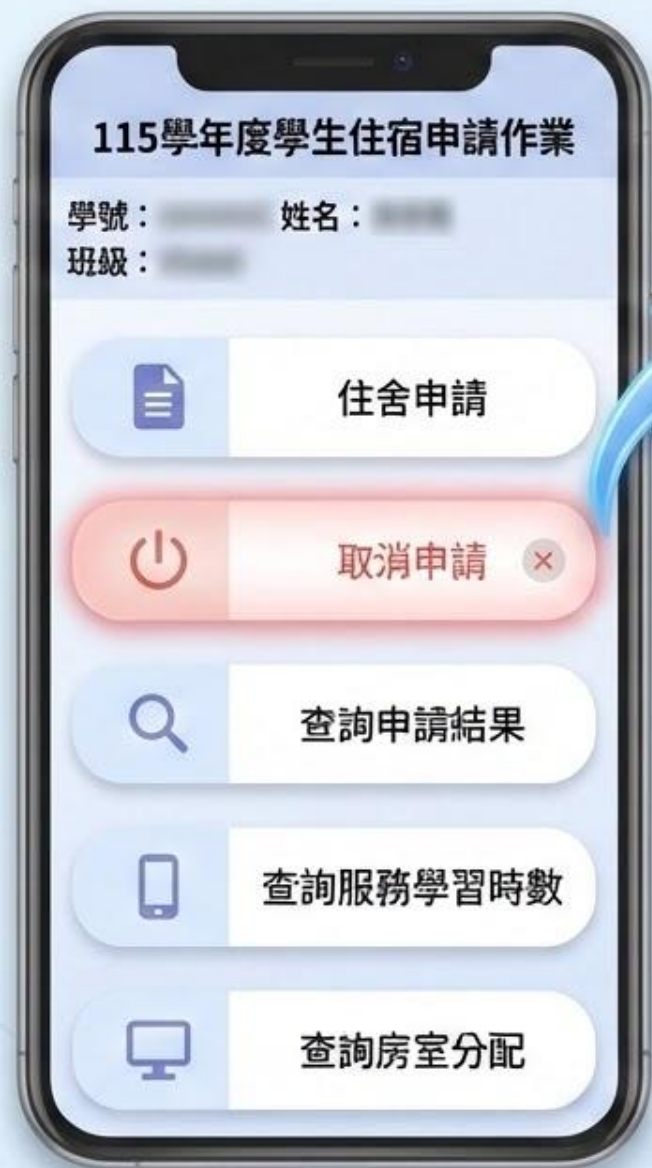 115學年度學生住宿申請作業
學號： 姓名：
班級：
住舍申請
取消申請
查詢申請結果
查詢服務學習時數
查詢房室分配